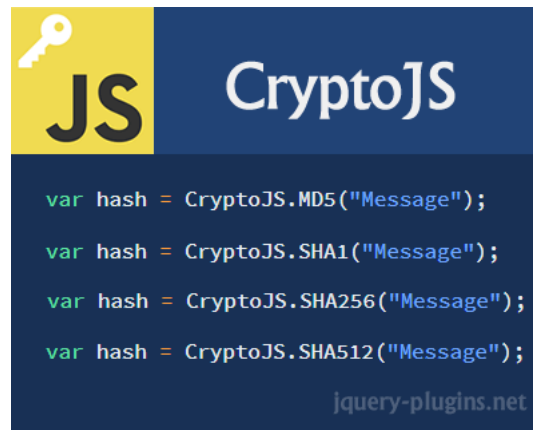 JS
CryptoJS
var hash = CryptoJS.MD5("Message");
var hash = CryptoJS.SHA1("Message");
var hash = CryptoJS.SHA256("Message");
var hash = CryptoJS.SHA512("Message");
jquery-plugins.net